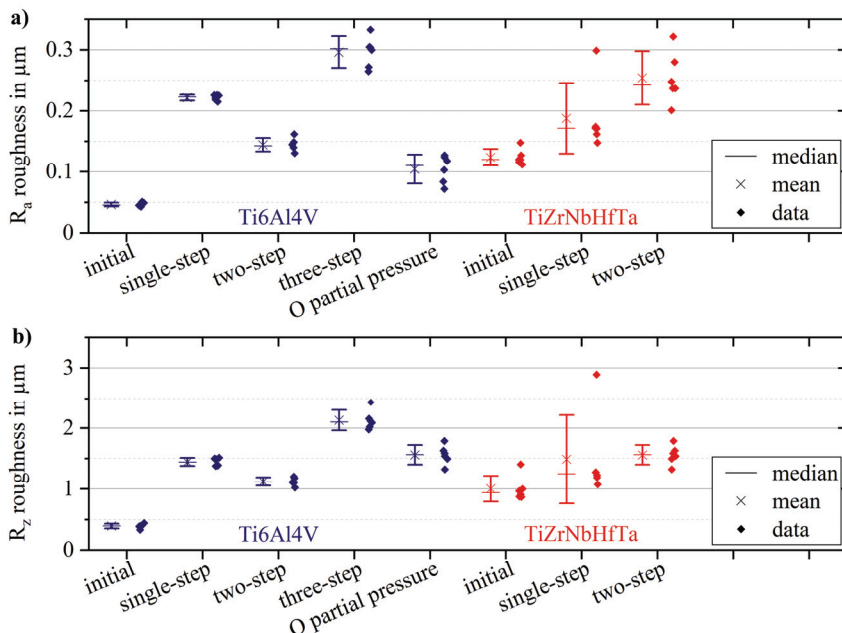 a)
R_a roughness in μm
0.3
0.2
0.1
0
Ti6Al4V
TiZrNbHfTa
median
mean
data
initial
single-step
two-step
three-step
O partial pressure
initial
single-step
two-step
b)
R_z roughness in μm
3
2
1
0
Ti6Al4V
TiZrNbHfTa
median
mean
data
initial
single-step
two-step
three-step
O partial pressure
initial
single-step
two-step